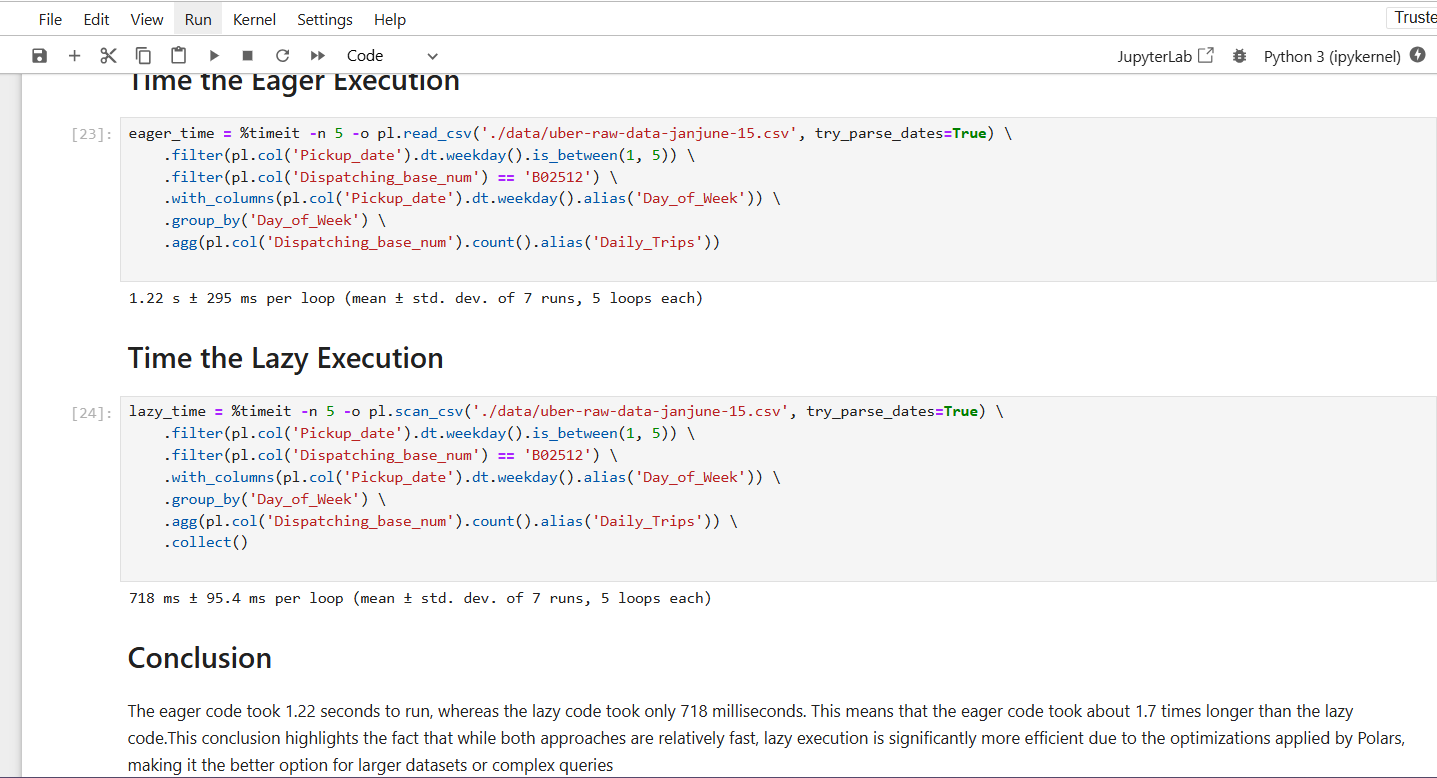 File Edit View Run Kernel Settings Help
Truste
Code
JupyterLab
Python 3 (ipykernel)
Time the Eager Execution
[23]:
eager_time = %timeit -n 5 -o pl.read_csv('./data/uber-raw-data-janjune-15.csv', try_parse_dates=True) \
.filter(pl.col('Pickup_date').dt.weekday().is_between(1, 5)) \
.filter(pl.col('Dispatching_base_num') == 'B02512') \
.with_columns(pl.col('Pickup_date').dt.weekday().alias('Day_of_Week')) \
.group_by('Day_of_Week') \
.agg(pl.col('Dispatching_base_num').count().alias('Daily_Trips'))
1.22 s ± 295 ms per loop (mean ± std. dev. of 7 runs, 5 loops each)
Time the Lazy Execution
[24]:
lazy_time = %timeit -n 5 -o pl.scan_csv('./data/uber-raw-data-janjune-15.csv', try_parse_dates=True) \
.filter(pl.col('Pickup_date').dt.weekday().is_between(1, 5)) \
.filter(pl.col('Dispatching_base_num') == 'B02512') \
.with_columns(pl.col('Pickup_date').dt.weekday().alias('Day_of_Week')) \
.group_by('Day_of_Week') \
.agg(pl.col('Dispatching_base_num').count().alias('Daily_Trips')) \
.collect()
718 ms ± 95.4 ms per loop (mean ± std. dev. of 7 runs, 5 loops each)
Conclusion
The eager code took 1.22 seconds to run, whereas the lazy code took only 718 milliseconds. This means that the eager code took about 1.7 times longer than the lazy
code.This conclusion highlights the fact that while both approaches are relatively fast, lazy execution is significantly more efficient due to the optimizations applied by Polars,
making it the better option for larger datasets or complex queries